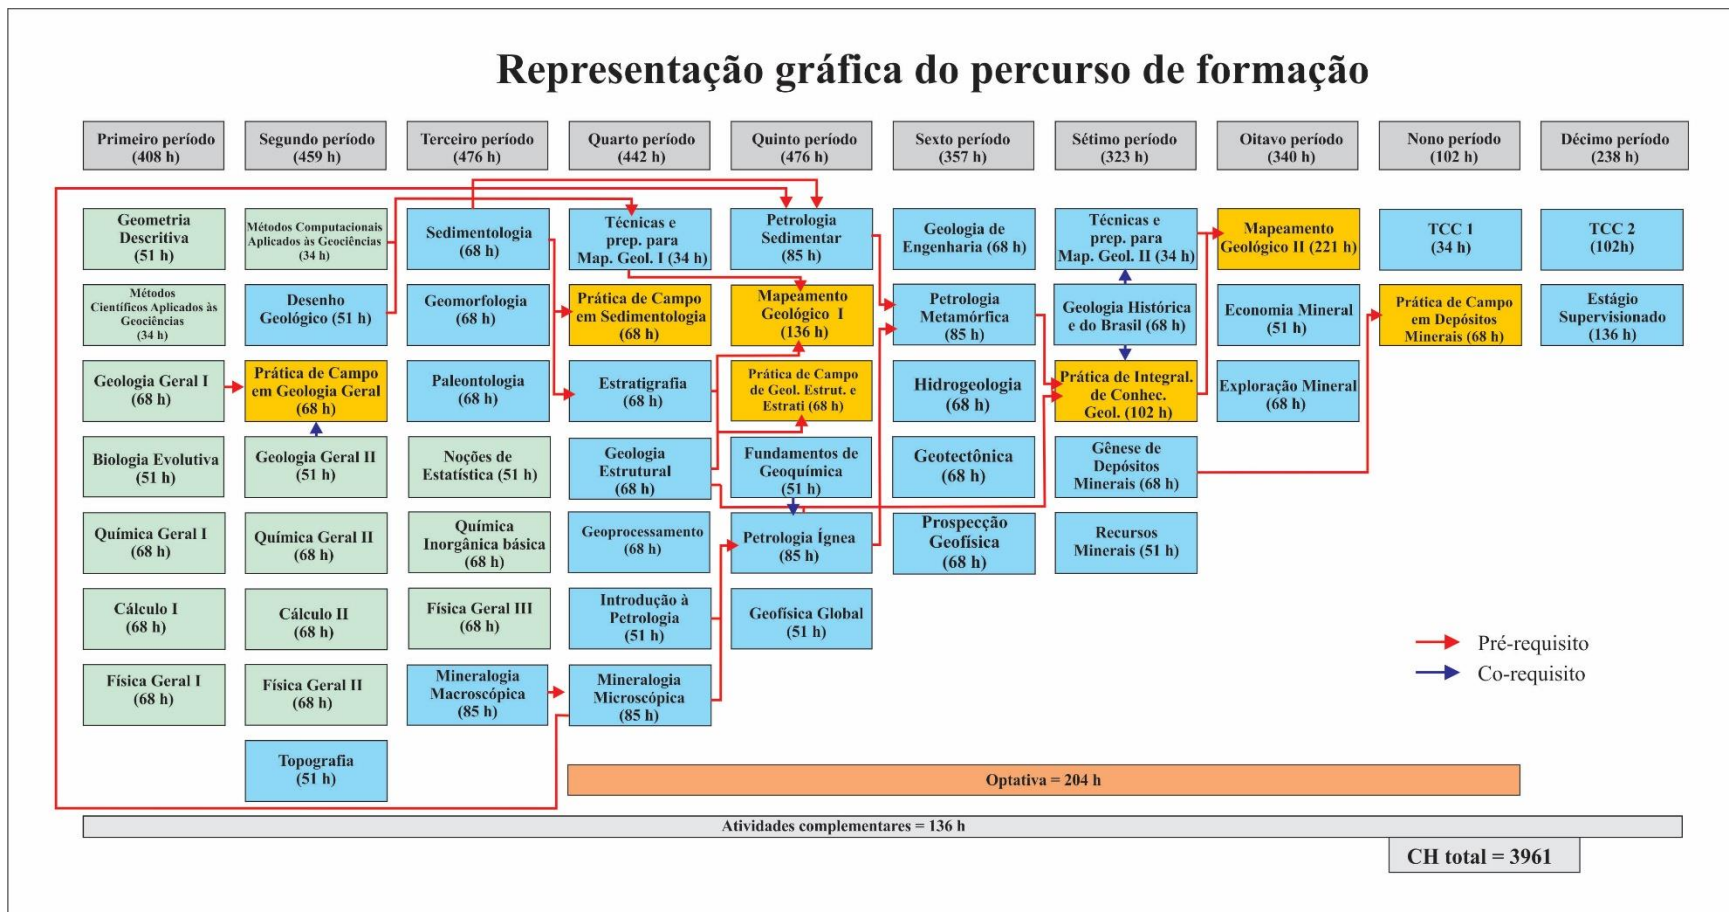 Representação gráfica do percurso de formação
Primeiro período
(408 h)
Segundo período
(459 h)
Terceiro período
(476 h)
Quarto período
(442 h)
Quinto período
(476 h)
Sexto período
(357 h)
Sétimo período
(323 h)
Oitavo período
(340 h)
Nono período
(102 h)
Décimo período
(238 h)
Geometria
Descritiva
(51 h)
Métodos Computacionais
Aplicados às Geociências
(34 h)
Sedimentologia
(68 h)
Técnicas e
prep. para
Map. Geol. I (34 h)
Petrologia
Sedimentar
(85 h)
Geologia
de Engenharia (68 h)
Técnicas e
prep. para
Map. Geol. II (34 h)
Mapeamento
Geológico II (221 h)
TCC 1
(34 h)
TCC 2
(102h)
Métodos
Científicos Aplicados às
Geociências
(34 h)
Desenho
Geológico (51 h)
Geomorfologia
(68 h)
Prática de Campo
em Sedimentologia
(68 h)
Mapeamento
Geológico I
(136 h)
Petrologia
Metamórfica
(85 h)
Geologia Histórica
e do Brasil (68 h)
Economia Mineral
(51 h)
Prática de Campo
em Depósitos
Minerais (68 h)
Estágio
Supervisionado
(136 h)
Geologia Geral I
(68 h)
Prática de Campo
em Geologia Geral
(68 h)
Paleontologia
(68 h)
Estratigrafia
(68 h)
Prática de Campo
de Geol. Estrut. e
Estrati (68 h)
Hidrogeologia
(68 h)
Prática de Integral.
de Conhec.
Geol. (102 h)
Exploração Mineral
(68 h)
Biologia Evolutiva
(51 h)
Geologia Geral II
(51 h)
Noções de
Estatística (51 h)
Geologia
Estrutural
(68 h)
Fundamentos de
Geoquímica
(51 h)
Geotectônica
(68 h)
Gênese de
Depósitos
Minerais (68 h)
Química Geral I
(68 h)
Química Geral II
(68 h)
Química
Inorgânica básica
(68 h)
Geoprocessamento
(68 h)
Petrologia Ígnea
(85 h)
Prospecção
Geofísica
(68 h)
Recursos
Minerais (51 h)
Cálculo I
(68 h)
Cálculo II
(68 h)
Física Geral III
(68 h)
Introdução à
Petrologia
(51 h)
Geofísica Global
(51 h)
Física Geral I
(68 h)
Física Geral II
(68 h)
Mineralogia
Macroscópica
(85 h)
Mineralogia
Microscópica
(85 h)
Topografia
(51 h)
Pré-requisito
Co-requisito
Optativa = 204 h
Atividades complementares = 136 h
CH total = 3961